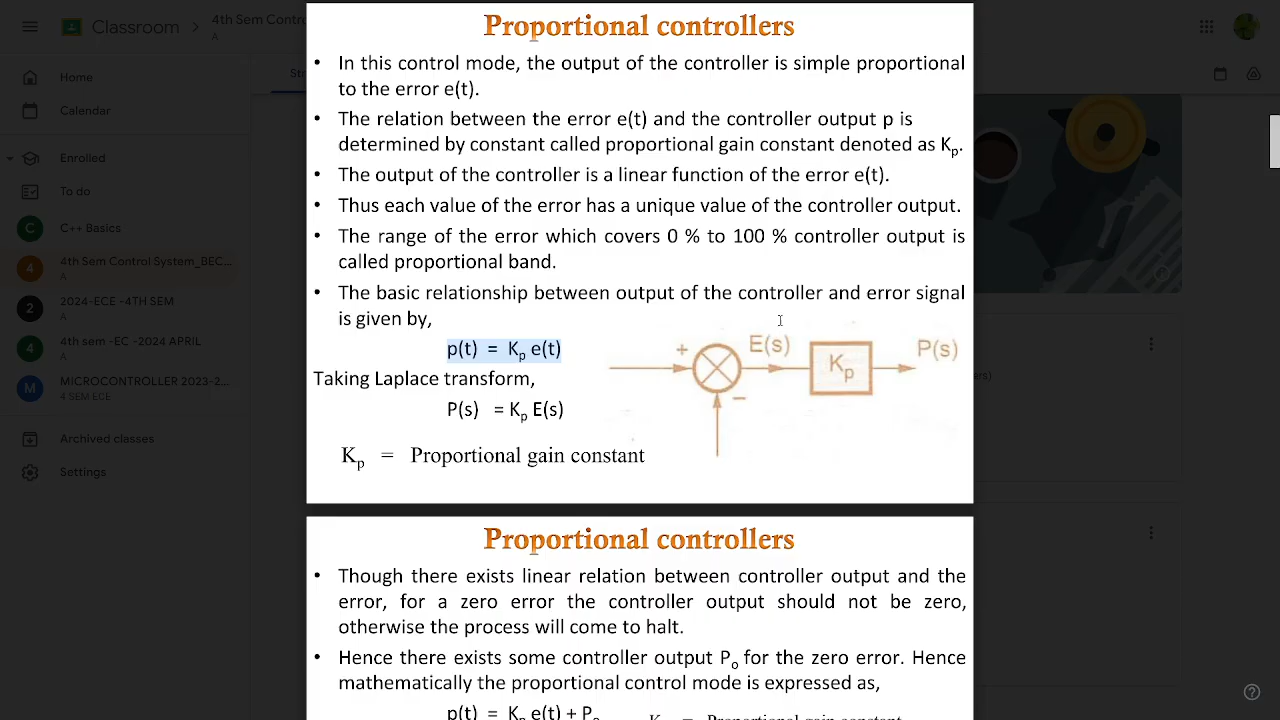 Classroom
4th Sem Contr
A
Home
Calendar
Enrolled
To do
C
C++ Basics
4
4th Sem Control System_BEC...
A
2
2024-ECE -4TH SEM
A
4
4th sem -EC -2024 APRIL
A
M
MICROCONTROLLER 2023-2...
4 SEM ECE
Archived classes
Settings
Str
Proportional controllers
• In this control mode, the output of the controller is simple proportional
to the error e(t).
• The relation between the error e(t) and the controller output p is
determined by constant called proportional gain constant denoted as Kp.
• The output of the controller is a linear function of the error e(t).
• Thus each value of the error has a unique value of the controller output.
• The range of the error which covers 0 % to 100 % controller output is
called proportional band.
• The basic relationship between output of the controller and error signal
is given by,
p(t) = Kp e(t)
Taking Laplace transform,
P(s) = Kp E(s)
Kp = Proportional gain constant
+
E(s)
Kp
P(s)
−
Proportional controllers
• Though there exists linear relation between controller output and the
error, for a zero error the controller output should not be zero,
otherwise the process will come to halt.
• Hence there exists some controller output Po for the zero error. Hence
mathematically the proportional control mode is expressed as,
p(t) = Kp e(t) + Po
Proportional gain constant